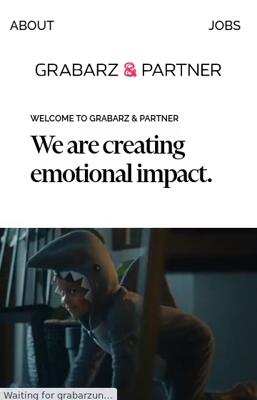 ABOUT
JOBS
GRABARZ & PARTNER
WELCOME TO GRABARZ & PARTNER
We are creating
emotional impact.
Waiting for grabarzun...